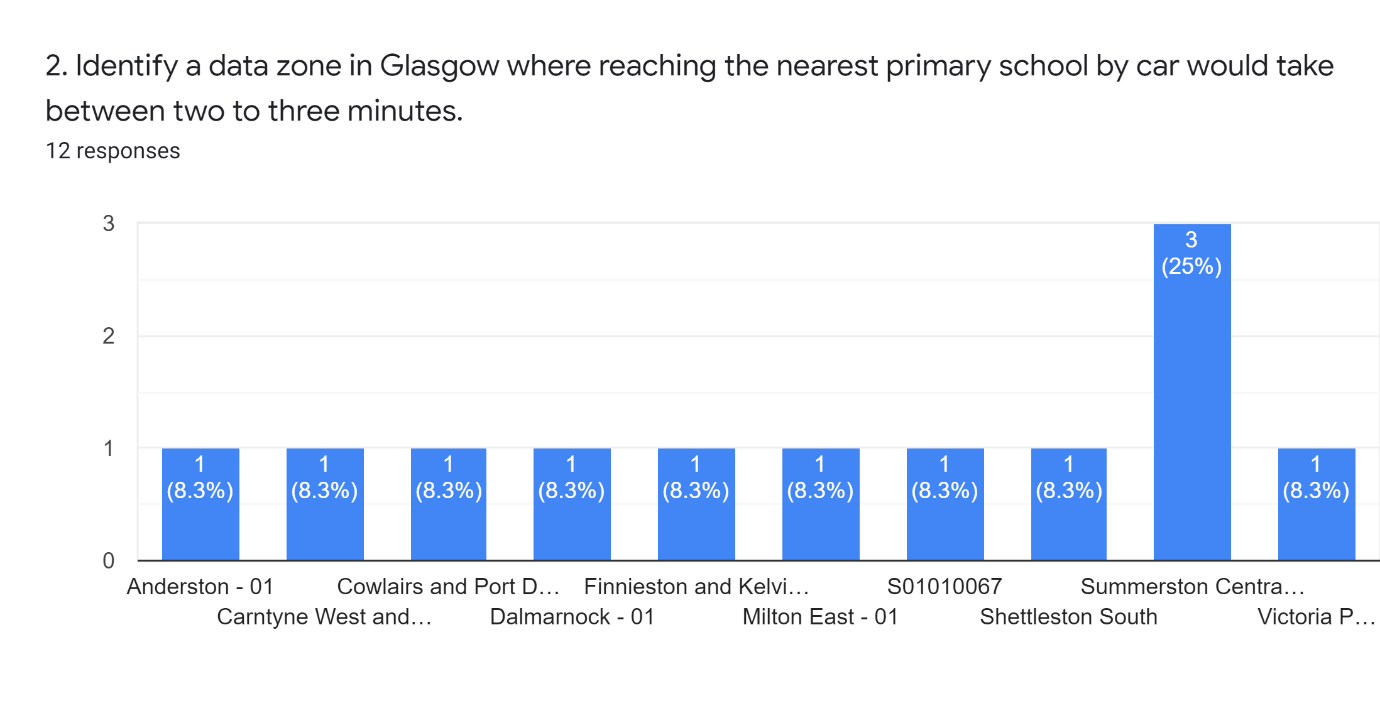 2. Identify a data zone in Glasgow where reaching the nearest primary school by car would take
between two to three minutes.
12 responses
3
2
1
0
1
(8.3%)
1
(8.3%)
1
(8.3%)
1
(8.3%)
1
(8.3%)
1
(8.3%)
1
(8.3%)
1
(8.3%)
3
(25%)
1
(8.3%)
Anderston - 01
Carntyne West and…
Cowlairs and Port D…
Dalmarnock - 01
Finnieston and Kelvi…
Milton East - 01
S01010067
Shettleston South
Summerston Centra…
Victoria P…